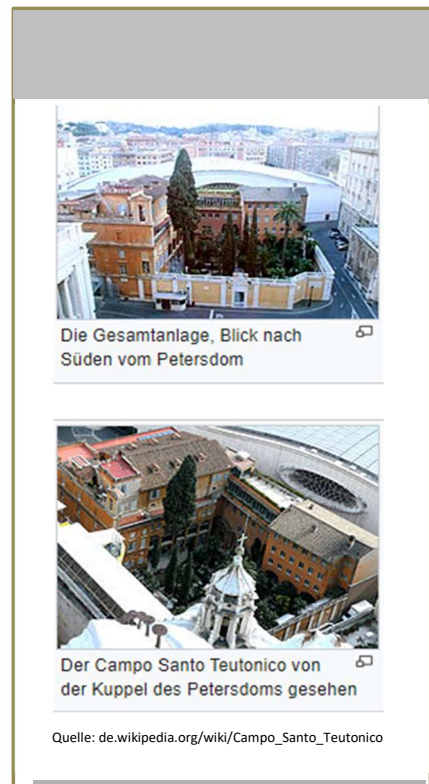 Die Gesamtanlage, Blick nach
Süden vom Petersdom
Der Campo Santo Teutonico von
der Kuppel des Petersdoms gesehen
Quelle: de.wikipedia.org/wiki/Campo_Santo_Teutonico